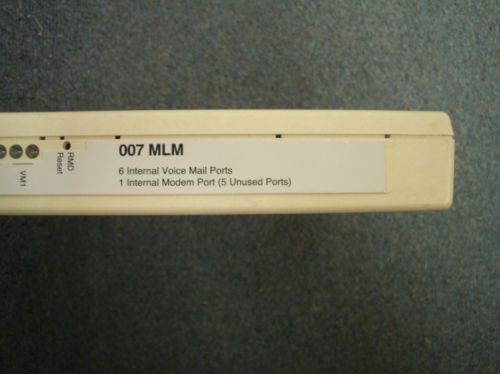 007 MLM
6 Internal Voice Mail Ports
1 Internal Modem Port (5 Unused Ports)
RMD
Reset
VM1